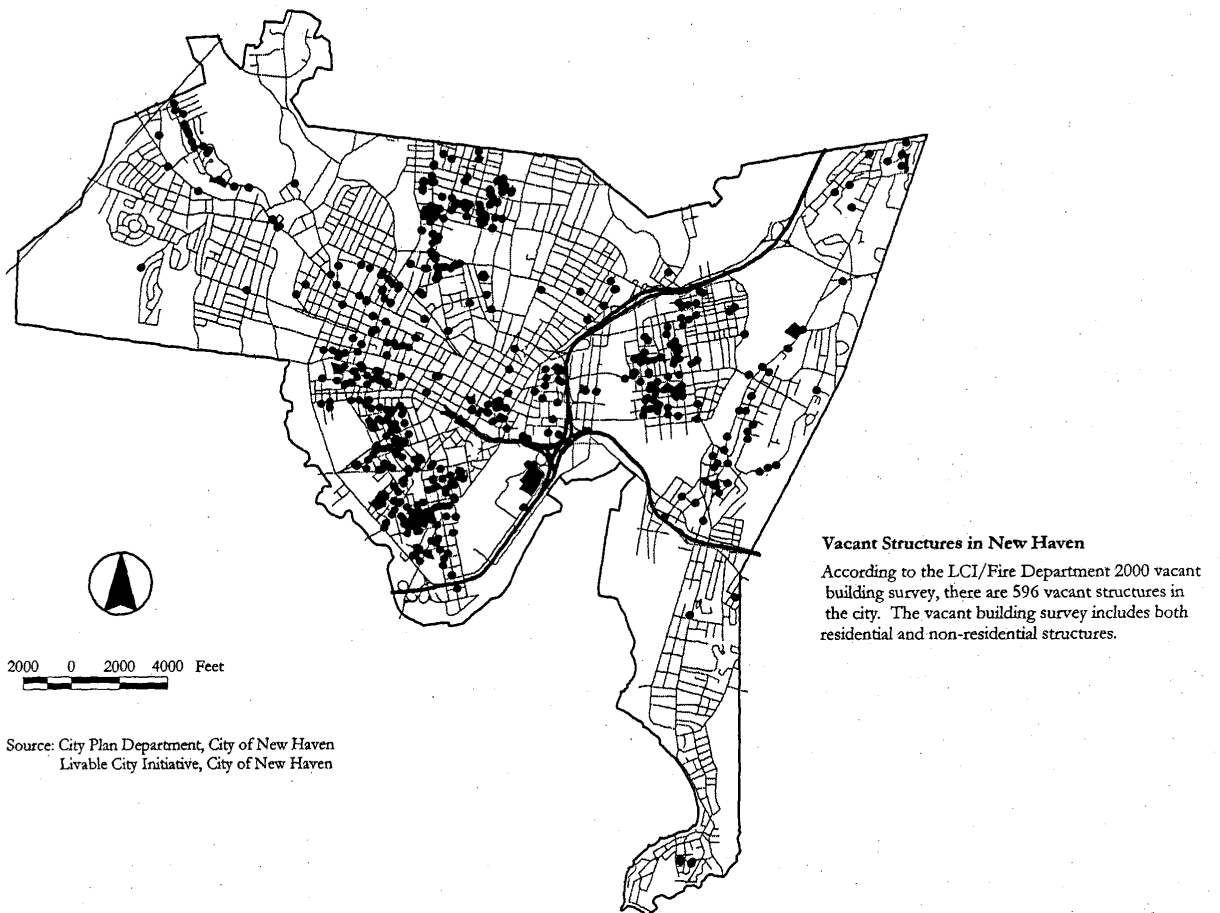 Vacant Structures in New Haven
According to the LCI/Fire Department 2000 vacant
building survey, there are 596 vacant structures in
the city. The vacant building survey includes both
residential and non-residential structures.
2000 0 2000 4000 Feet
Source: City Plan Department, City of New Haven
Livable City Initiative, City of New Haven